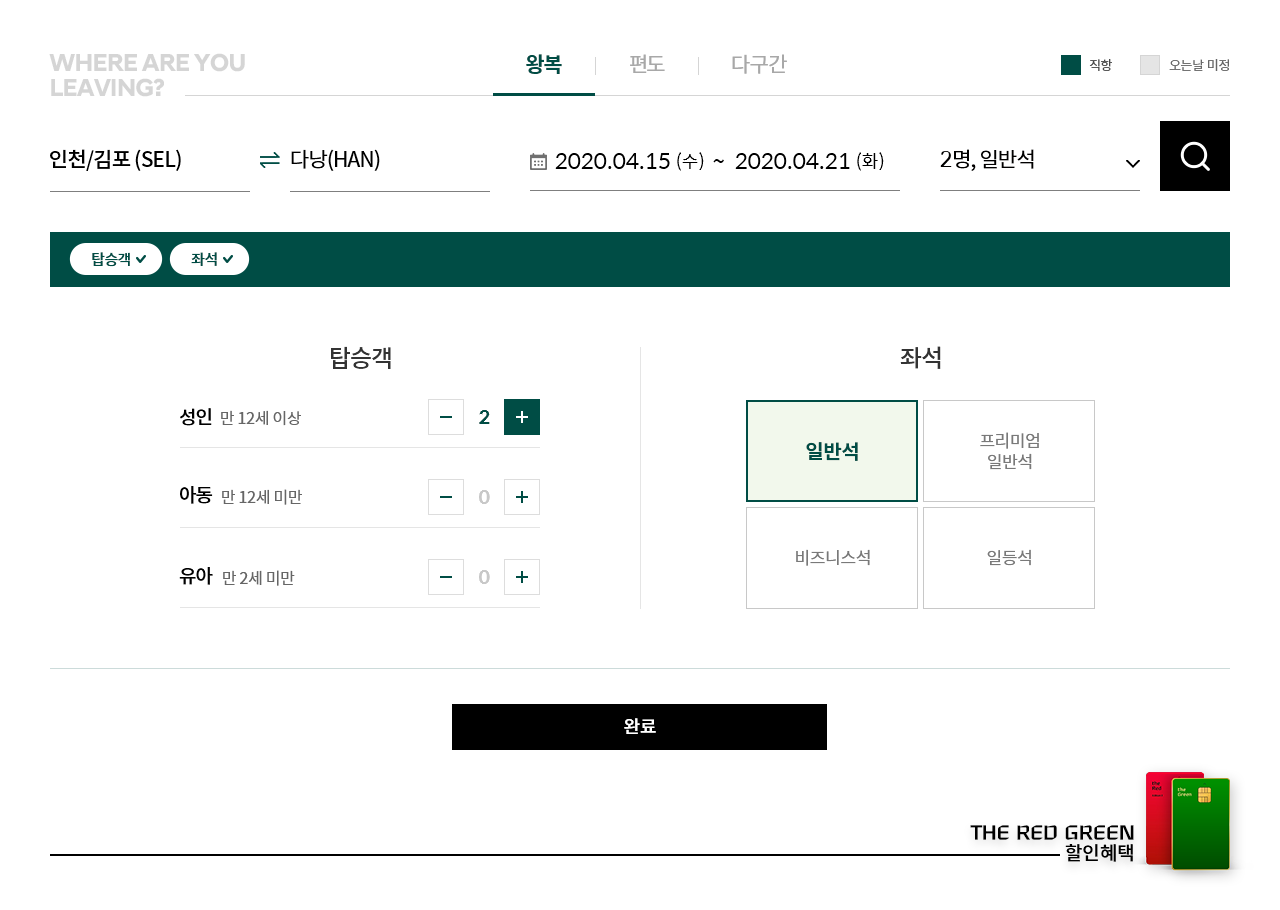 WHERE ARE YOU
LEAVING?
왕복
편도
다구간
직항
오는날 미정
인천/김포 (SEL)
다낭(HAN)
2020.04.15 (수) ~ 2020.04.21 (화)
2명, 일반석
탑승객
좌석
탑승객
성인 만 12세 이상
2
아동 만 12세 미만
0
유아 만 2세 미만
0
좌석
일반석
프리미엄
일반석
비즈니스석
일등석
완료
THE RED GREEN
할인혜택
the
Red
the
Green